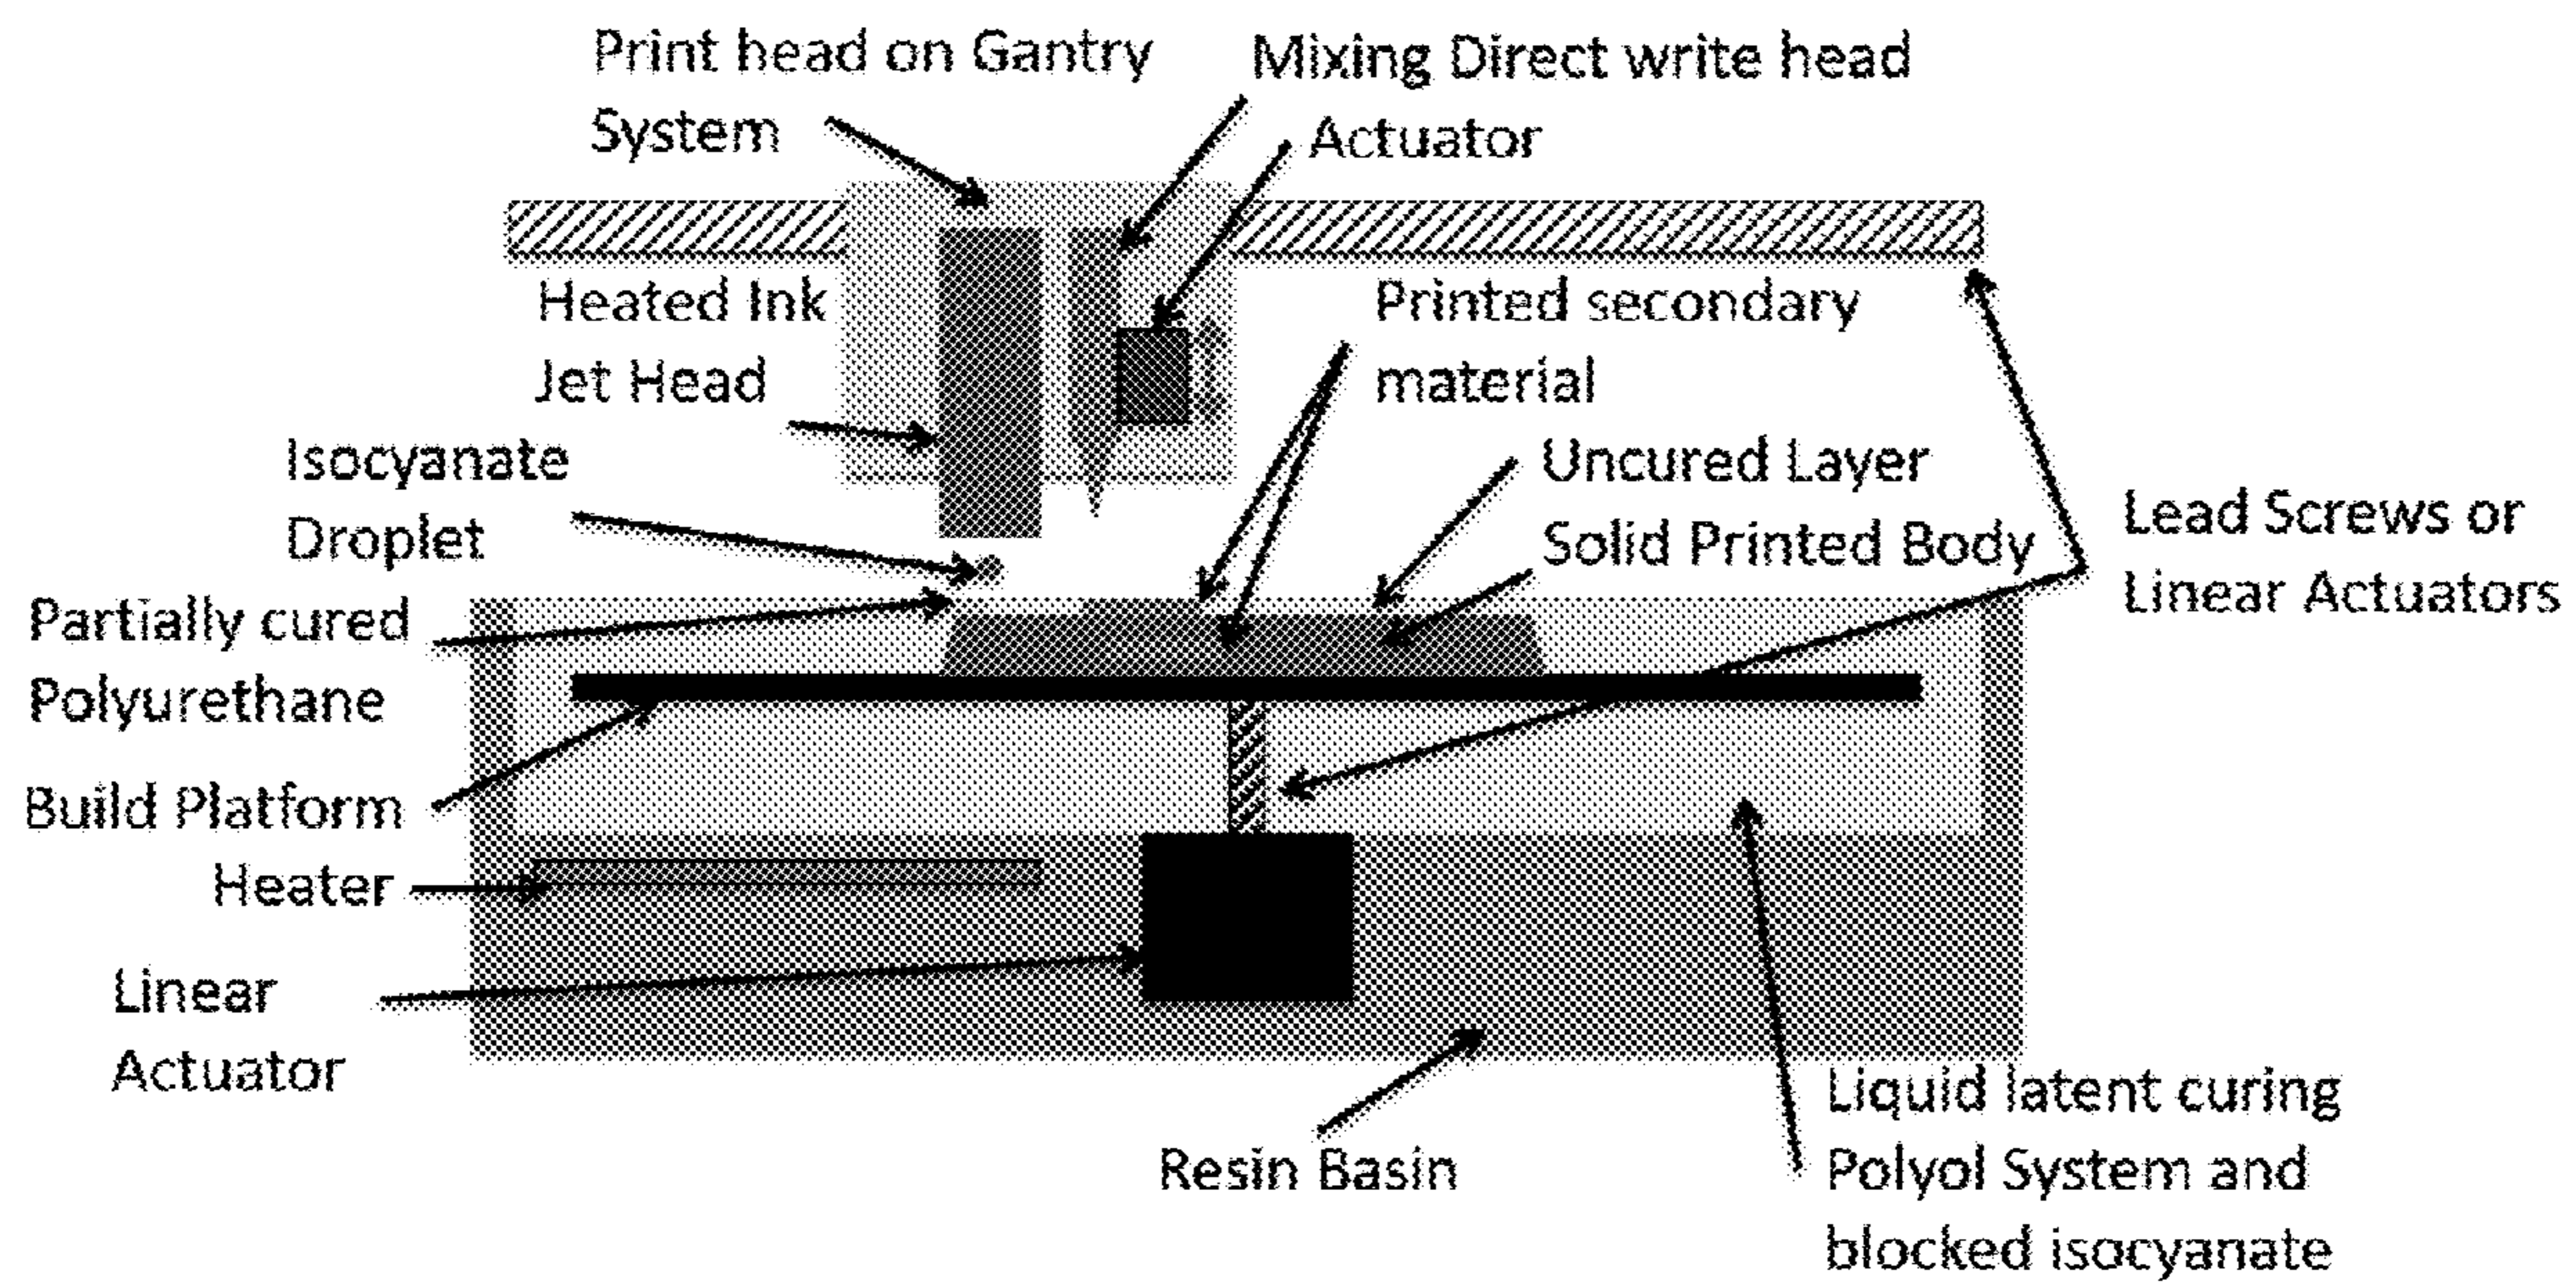 Print head on Gantry
System
Mixing Direct write head
Actuator
Heated Ink
Jet Head
Printed secondary
material
Isocyanate
Droplet
Uncured Layer
Solid Printed Body
Lead Screws or
Linear Actuators
Partially cured
Polyurethane
Build Platform
Heater
Linear
Actuator
Resin Basin
Liquid latent curing
Polyol System and
blocked isocyanate